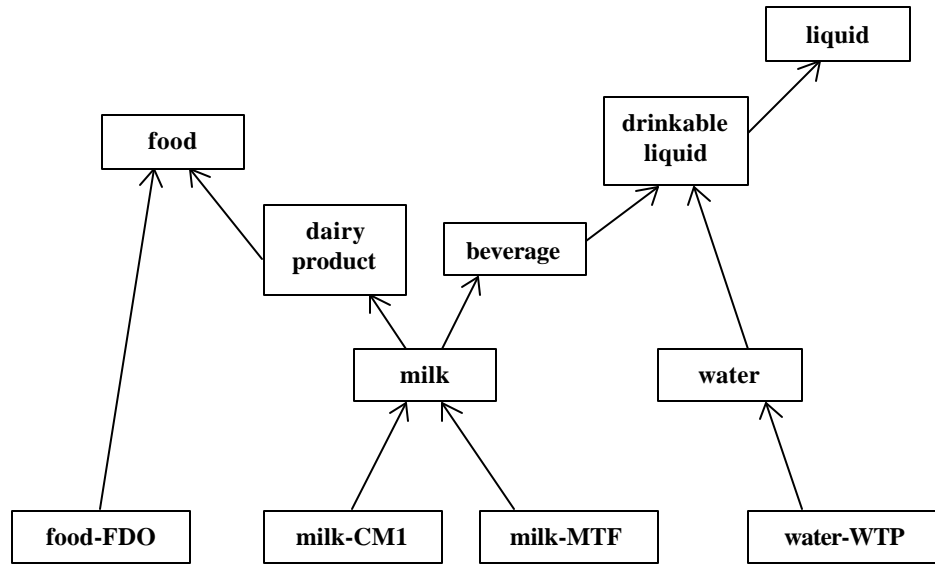 liquid
drinkable
liquid
food
dairy
product
beverage
milk
water
food-FDO
milk-CM1
milk-MTF
water-WTP